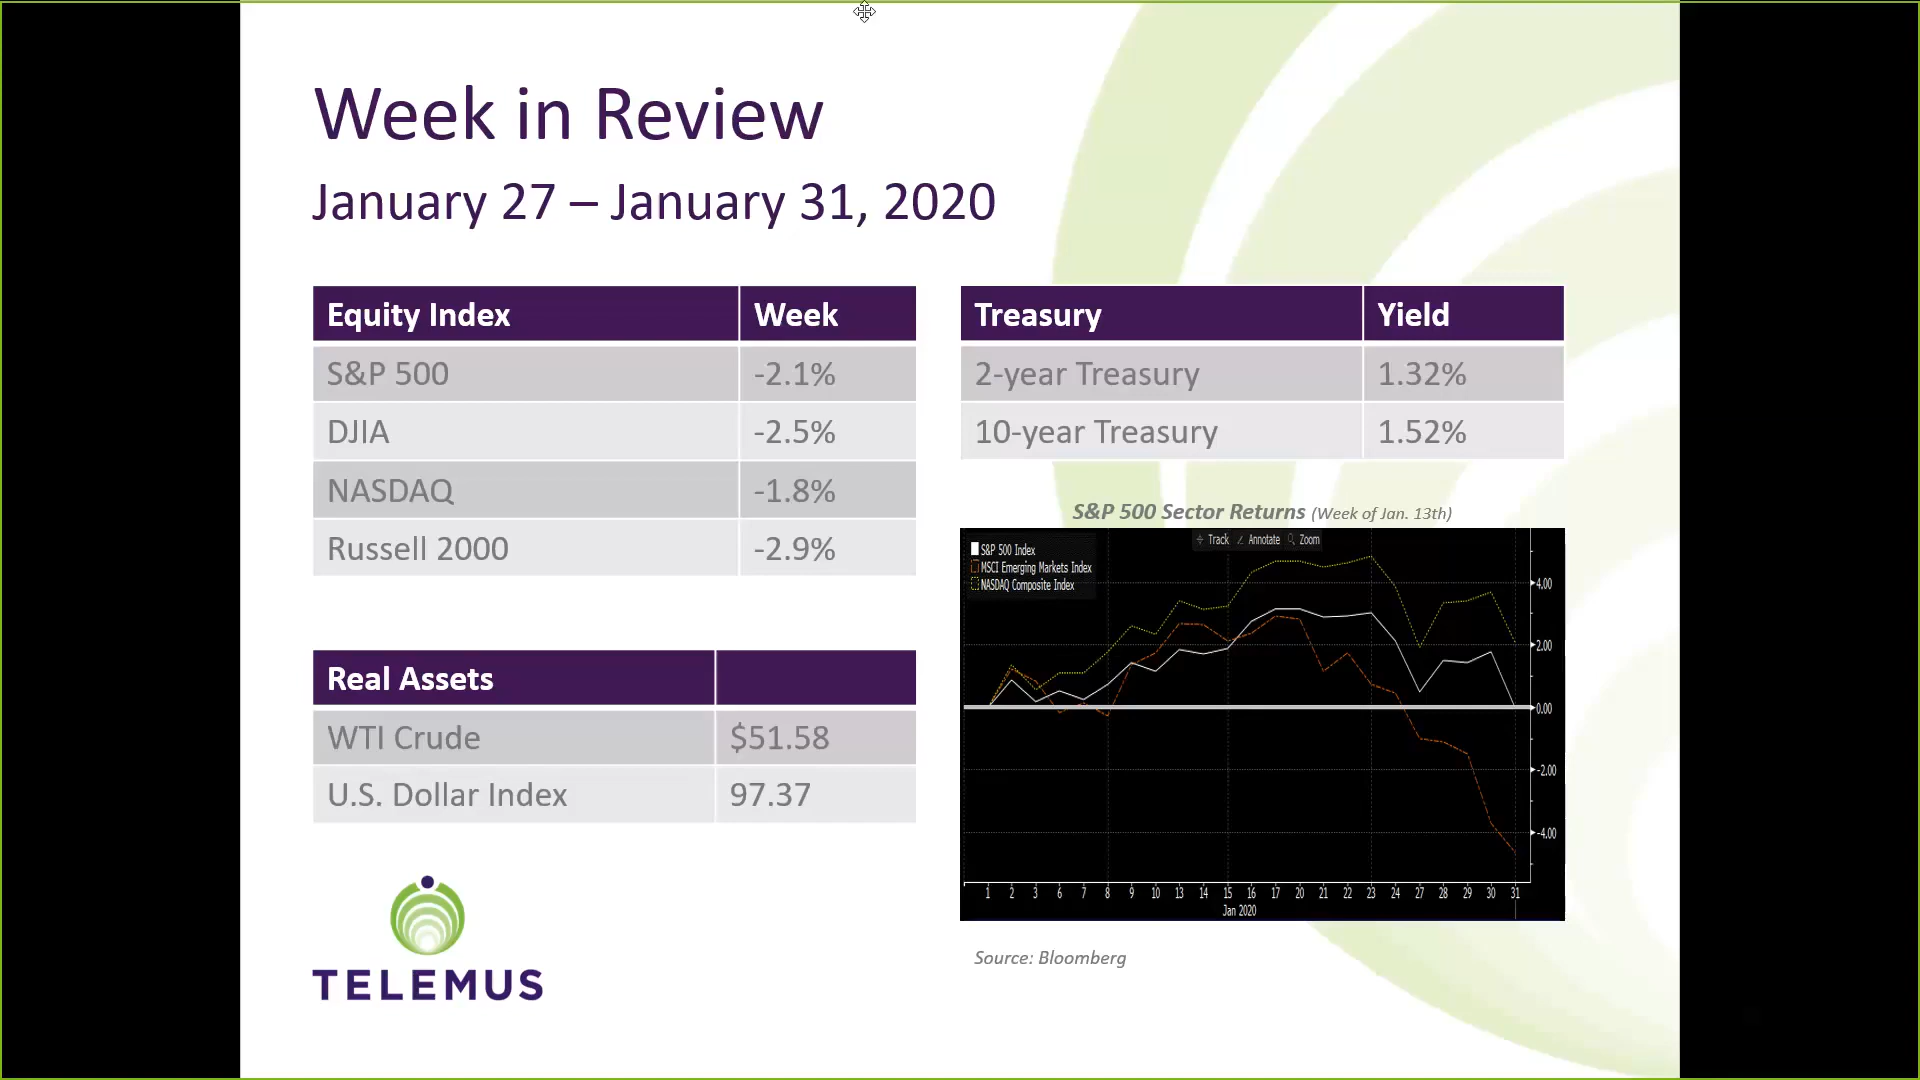 Week in Review
January 27 – January 31, 2020
Equity Index Week
S&P 500 -2.1%
DJIA -2.5%
NASDAQ -1.8%
Russell 2000 -2.9%
Real Assets
WTI Crude $51.58
U.S. Dollar Index 97.37
TELEMUS
Treasury Yield
2-year Treasury 1.32%
10-year Treasury 1.52%
S&P 500 Sector Returns (Week of Jan. 13th)
Track Annotate Zoom
S&P 500 Index
MSCI Emerging Markets Index
NASDAQ Composite Index
4.00
2.00
0.00
-2.00
-4.00
1 2 3 6 7 8 9 10 13 14 15 16 17 20 21 22 23 24 27 28 29 30 31
Jan 2020
Source: Bloomberg